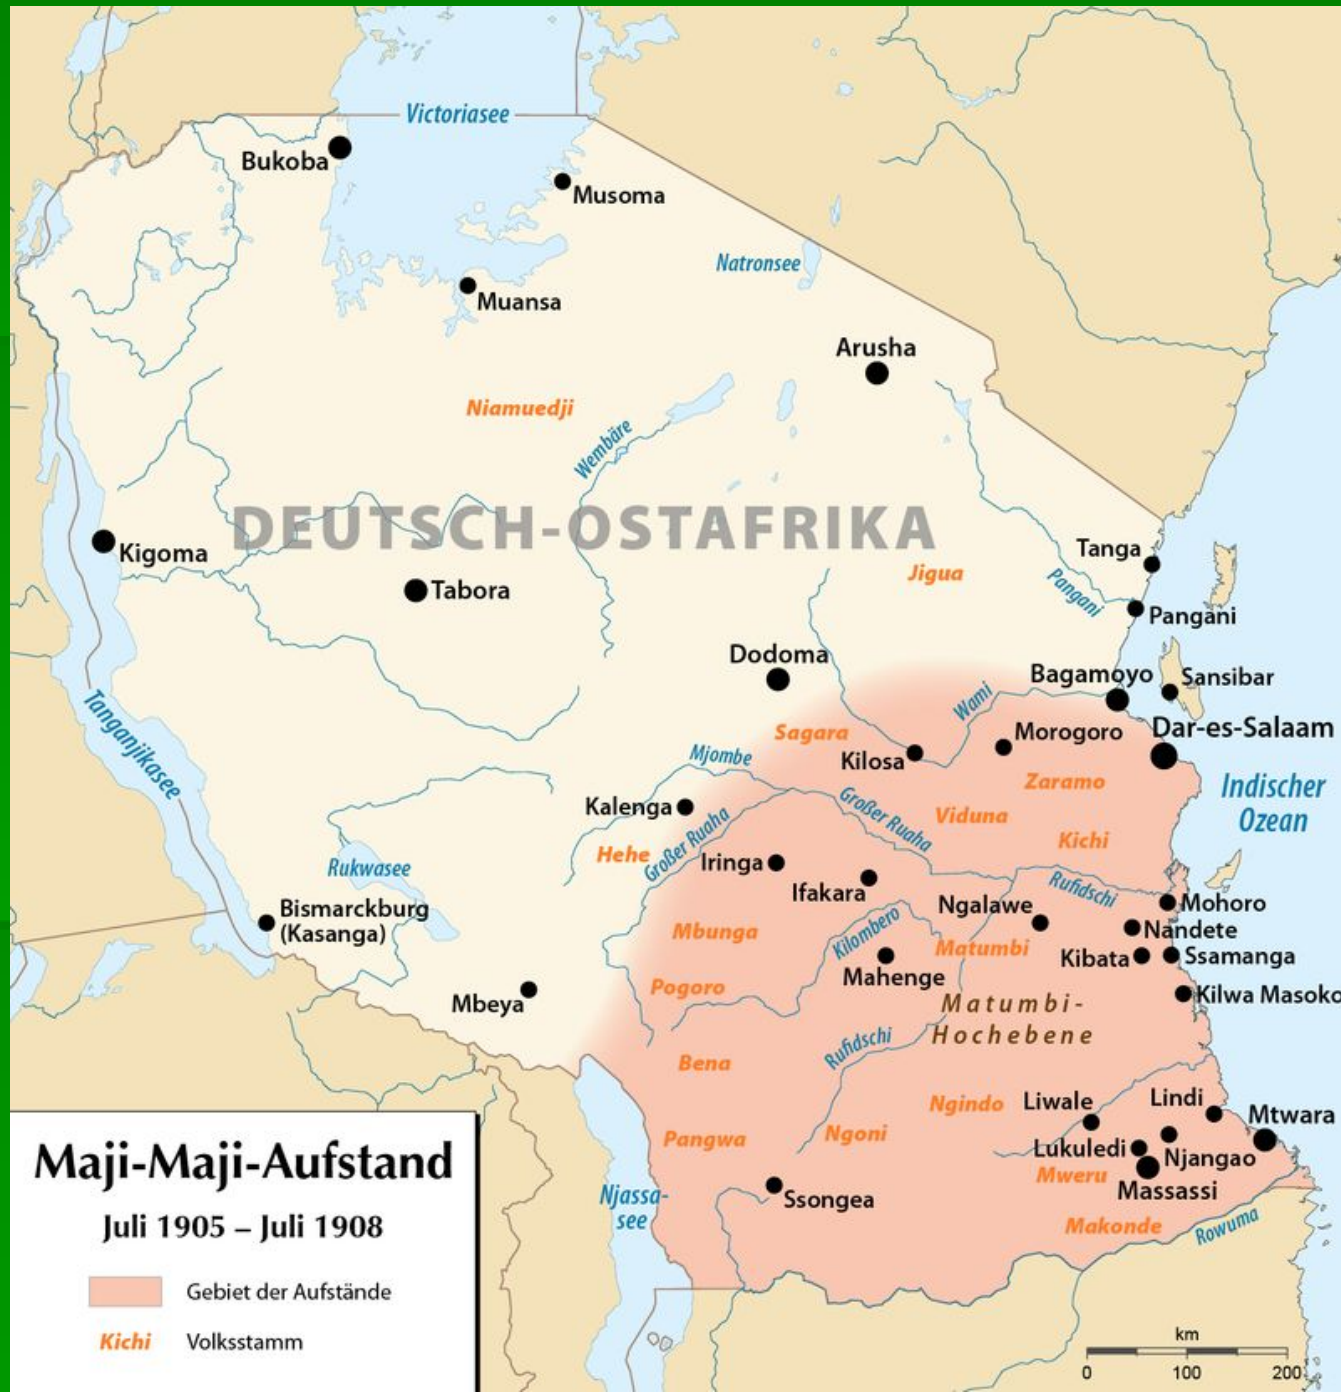 Victoriasee
Bukoba
Musoma
Natronsee
Muansa
Arusha
Niamuedji
Wembäre
DEUTSCH-OSTAFRIKA
Kigoma
Tabora
Jigua
Tanga
Pangani
Pangani
Dodoma
Bagamoyo
Sansibar
Tanganjikasee
Wami
Sagara
Morogoro
Dar-es-Salaam
Kilosa
Mjombe
Zaramo
Indischer
Ozean
Kalenga
Großer Ruaha
Viduna
Kichi
Hehe
Großer Ruaha
Iringa
Rukwasee
Ifakara
Rufidschi
Ngalawe
Mohoro
Bismarckburg
(Kasanga)
Mbunga
Kilombero
Matumbi
Nandete
Kibata
Ssamanga
Mahenge
Pogoro
Mbeya
Kilwa Masoko
Matumbi-
Hochebene
Rufidschi
Bena
Ngindo
Liwale
Lindi
Mtwara
Pangwa
Ngoni
Lukuledi
Njangao
Mweru
Massassi
Ssongea
Njassa-
see
Makonde
Rowuma
Maji-Maji-Aufstand
Juli 1905 – Juli 1908
Gebiet der Aufstände
Kichi Volksstamm
km
0 100 200